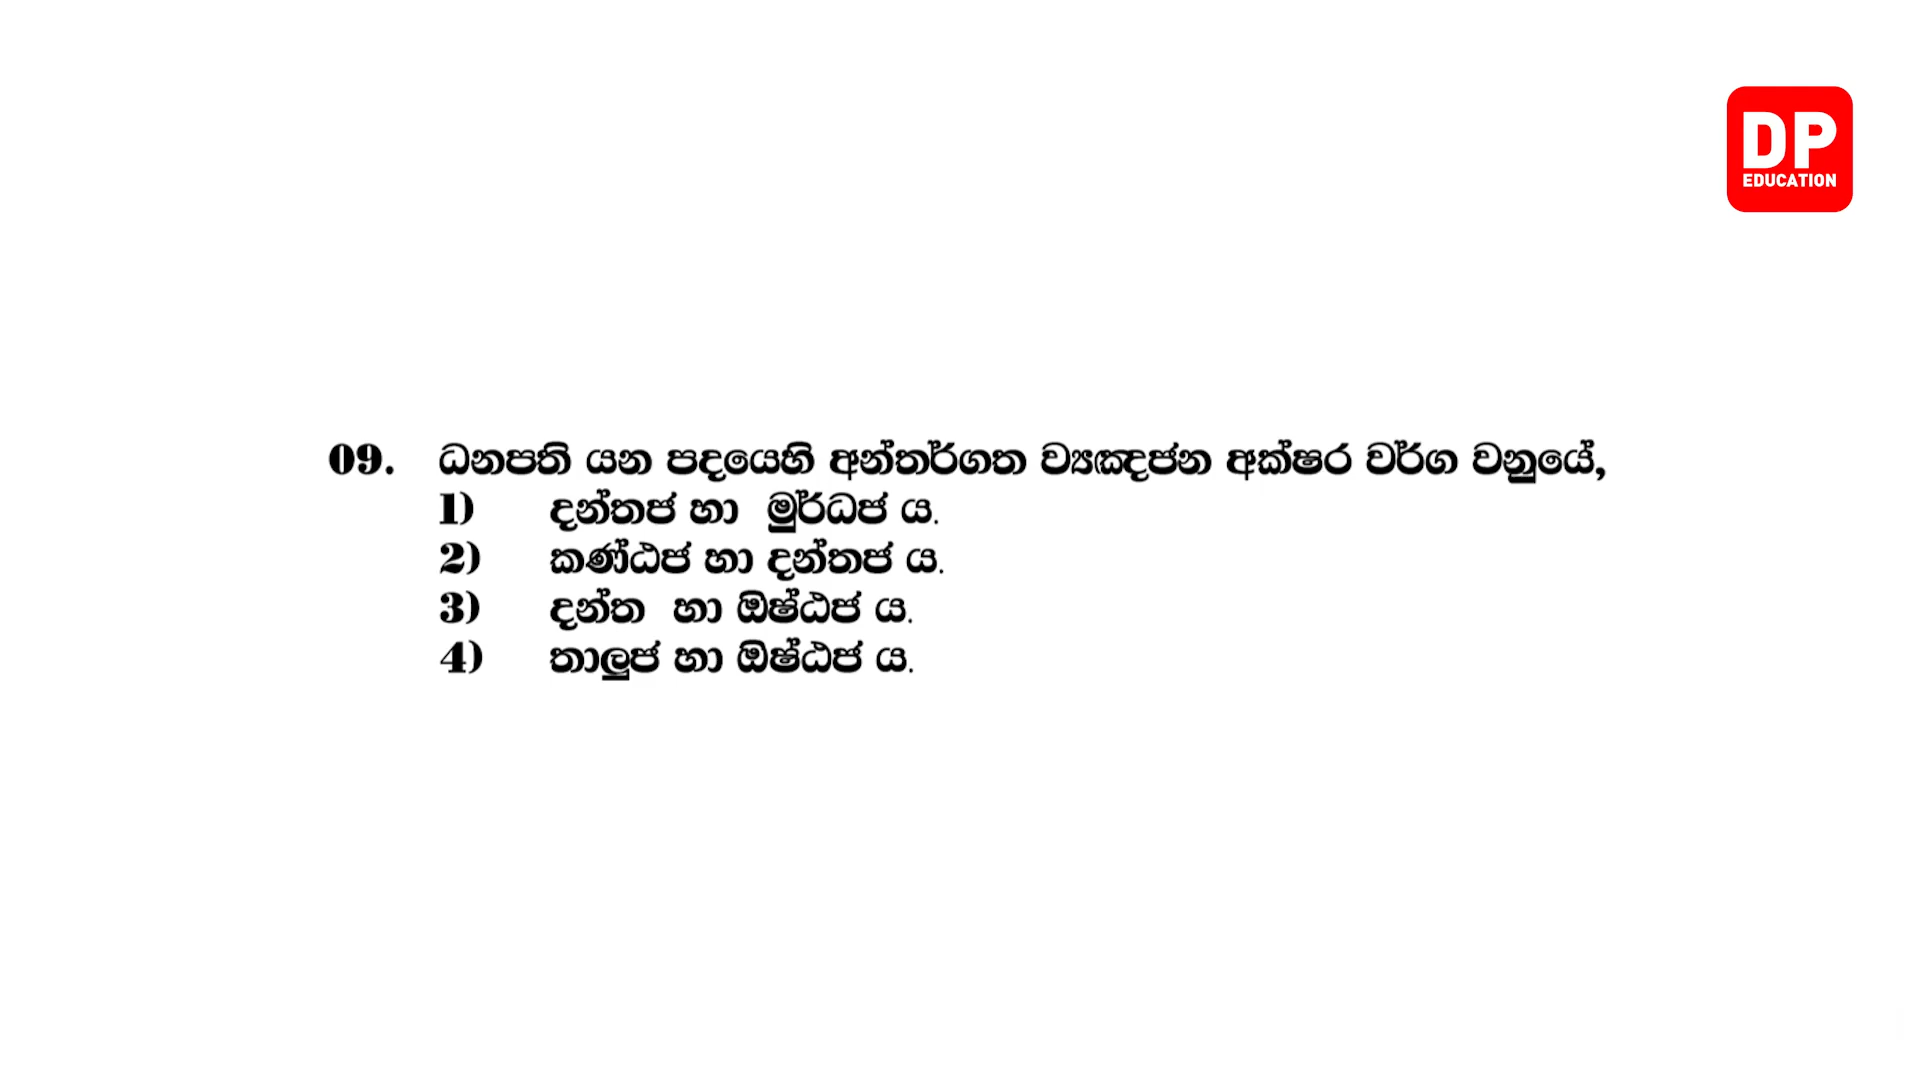 DP
EDUCATION
09. ධනපති යන පදයෙහි අන්තර්ගත ව්‍යඤ්ජන අක්ෂර වර්ග වනුයේ,
1) දන්තජ හා මුර්ධජ ය.
2) කණ්ඨජ හා දන්තජ ය.
3) දන්ත හා ඕෂ්ඨජ ය.
4) තාලුජ හා ඕෂ්ඨජ ය.